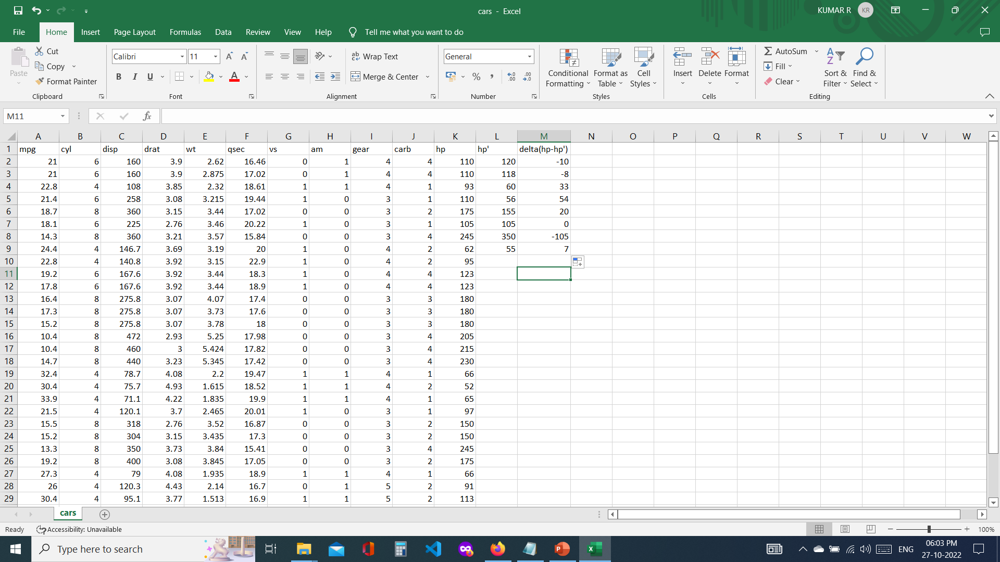 cars - Excel
KUMAR R KR
File Home Insert Page Layout Formulas Data Review View Help Tell me what you want to do
Paste
Cut
Copy
Format Painter
Clipboard
Calibri 11 A A
B I U A
Font
ab Wrap Text
Merge & Center
Alignment
General
% , .00 .00
Number
Conditional Formatting
Format as Table
Cell Styles
Styles
Insert Delete Format
Cells
AutoSum
Fill
Clear
Sort & Filter
Find & Select
Editing
M11 fx
A B C D E F G H I J K L M N O P Q R S T U V W
1 mpg cyl disp drat wt qsec vs am gear carb hp hp' delta(hp-hp')
2 21 6 160 3.9 2.62 16.46 0 1 4 4 110 120 -10
3 21 6 160 3.9 2.875 17.02 0 1 4 4 110 118 -8
4 22.8 4 108 3.85 2.32 18.61 1 1 4 1 93 60 33
5 21.4 6 258 3.08 3.215 19.44 1 0 3 1 110 56 54
6 18.7 8 360 3.15 3.44 17.02 0 0 3 2 175 155 20
7 18.1 6 225 2.76 3.46 20.22 1 0 3 1 105 105 0
8 14.3 8 360 3.21 3.57 15.84 0 0 3 4 245 350 -105
9 24.4 4 146.7 3.69 3.19 20 1 0 4 2 62 55 7
10 22.8 4 140.8 3.92 3.15 22.9 1 0 4 2 95
11 19.2 6 167.6 3.92 3.44 18.3 1 0 4 4 123
12 17.8 6 167.6 3.92 3.44 18.9 1 0 4 4 123
13 16.4 8 275.8 3.07 4.07 17.4 0 0 3 3 180
14 17.3 8 275.8 3.07 3.73 17.6 0 0 3 3 180
15 15.2 8 275.8 3.07 3.78 18 0 0 3 3 180
16 10.4 8 472 2.93 5.25 17.98 0 0 3 4 205
17 10.4 8 460 3 5.424 17.82 0 0 3 4 215
18 14.7 8 440 3.23 5.345 17.42 0 0 3 4 230
19 32.4 4 78.7 4.08 2.2 19.47 1 1 4 1 66
20 30.4 4 75.7 4.93 1.615 18.52 1 1 4 2 52
21 33.9 4 71.1 4.22 1.835 19.9 1 1 4 1 65
22 21.5 4 120.1 3.7 2.465 20.01 1 0 3 1 97
23 15.5 8 318 2.76 3.52 16.87 0 0 3 2 150
24 15.2 8 304 3.15 3.435 17.3 0 0 3 2 150
25 13.3 8 350 3.73 3.84 15.41 0 0 3 4 245
26 19.2 8 400 3.08 3.845 17.05 0 0 3 2 175
27 27.3 4 79 4.08 1.935 18.9 1 1 4 1 66
28 26 4 120.3 4.43 2.14 16.7 0 1 5 2 91
29 30.4 4 95.1 3.77 1.513 16.9 1 1 5 2 113
cars
Ready Accessibility: Unavailable 100%
Type here to search
ENG
06:03 PM
27-10-2022